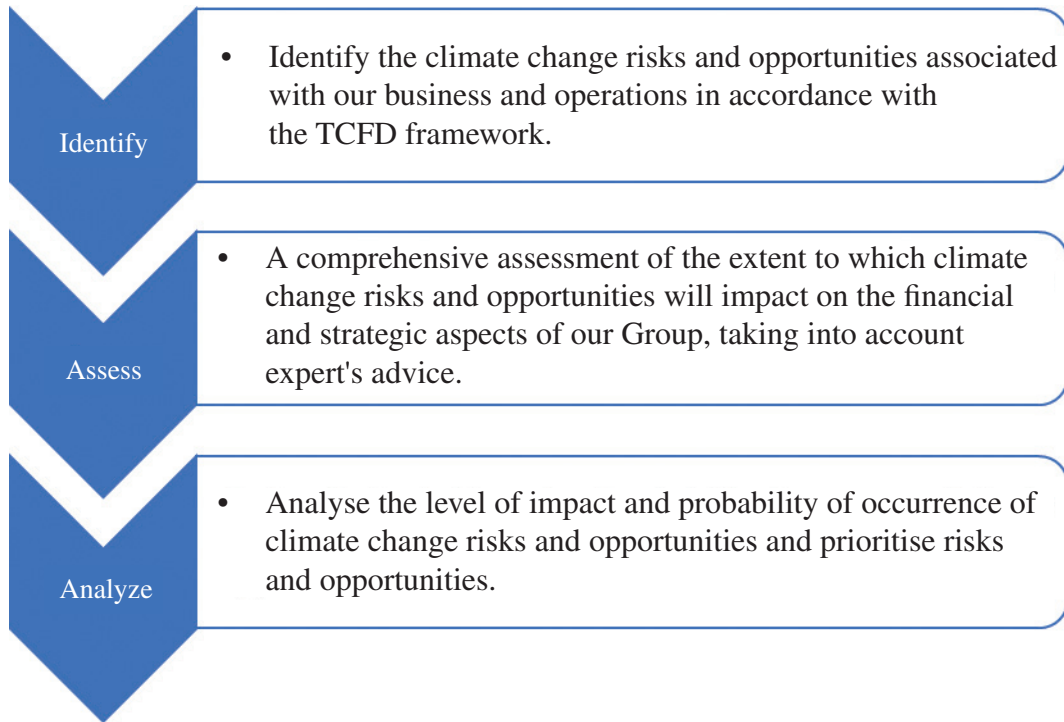 Identify
• Identify the climate change risks and opportunities associated
with our business and operations in accordance with
the TCFD framework.
Assess
• A comprehensive assessment of the extent to which climate
change risks and opportunities will impact on the financial
and strategic aspects of our Group, taking into account
expert's advice.
Analyze
• Analyse the level of impact and probability of occurrence of
climate change risks and opportunities and prioritise risks
and opportunities.